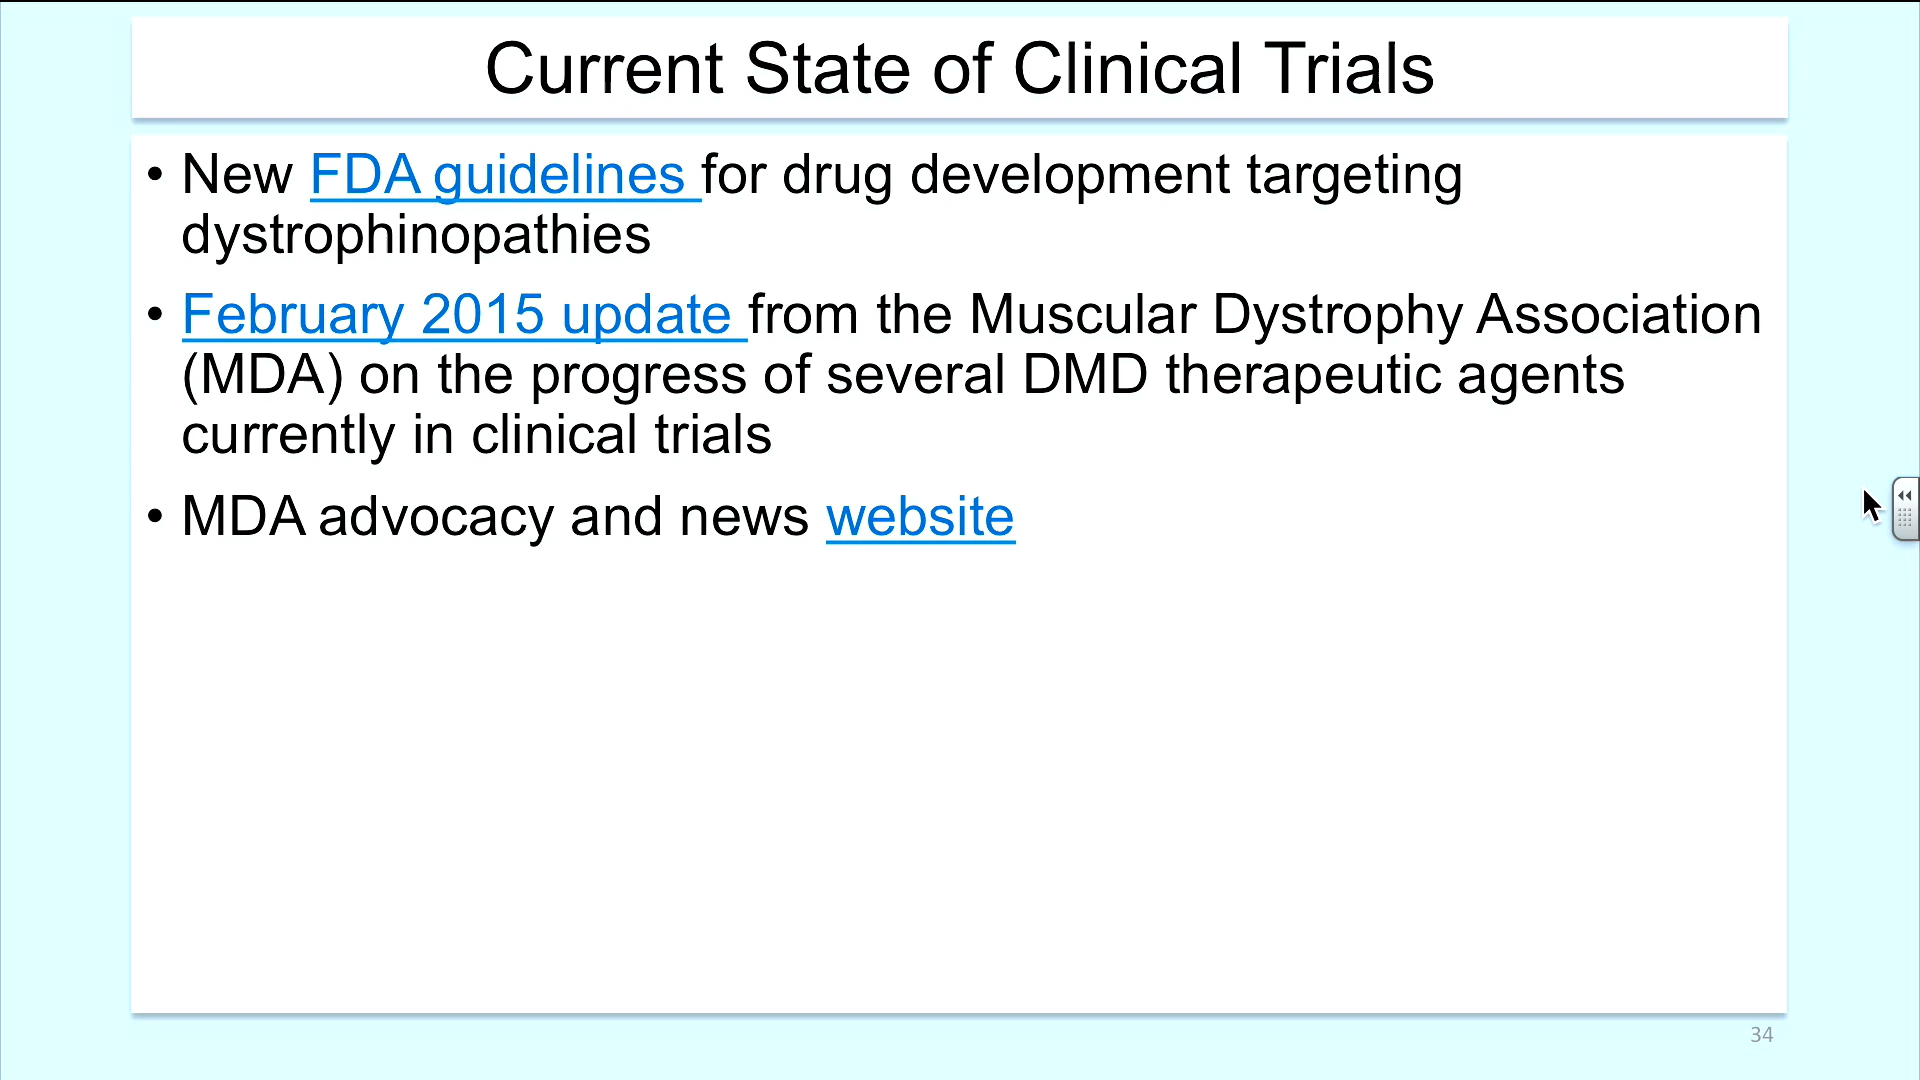 Current State of Clinical Trials
• New FDA guidelines for drug development targeting
dystrophinopathies
• February 2015 update from the Muscular Dystrophy Association
(MDA) on the progress of several DMD therapeutic agents
currently in clinical trials
• MDA advocacy and news website
34